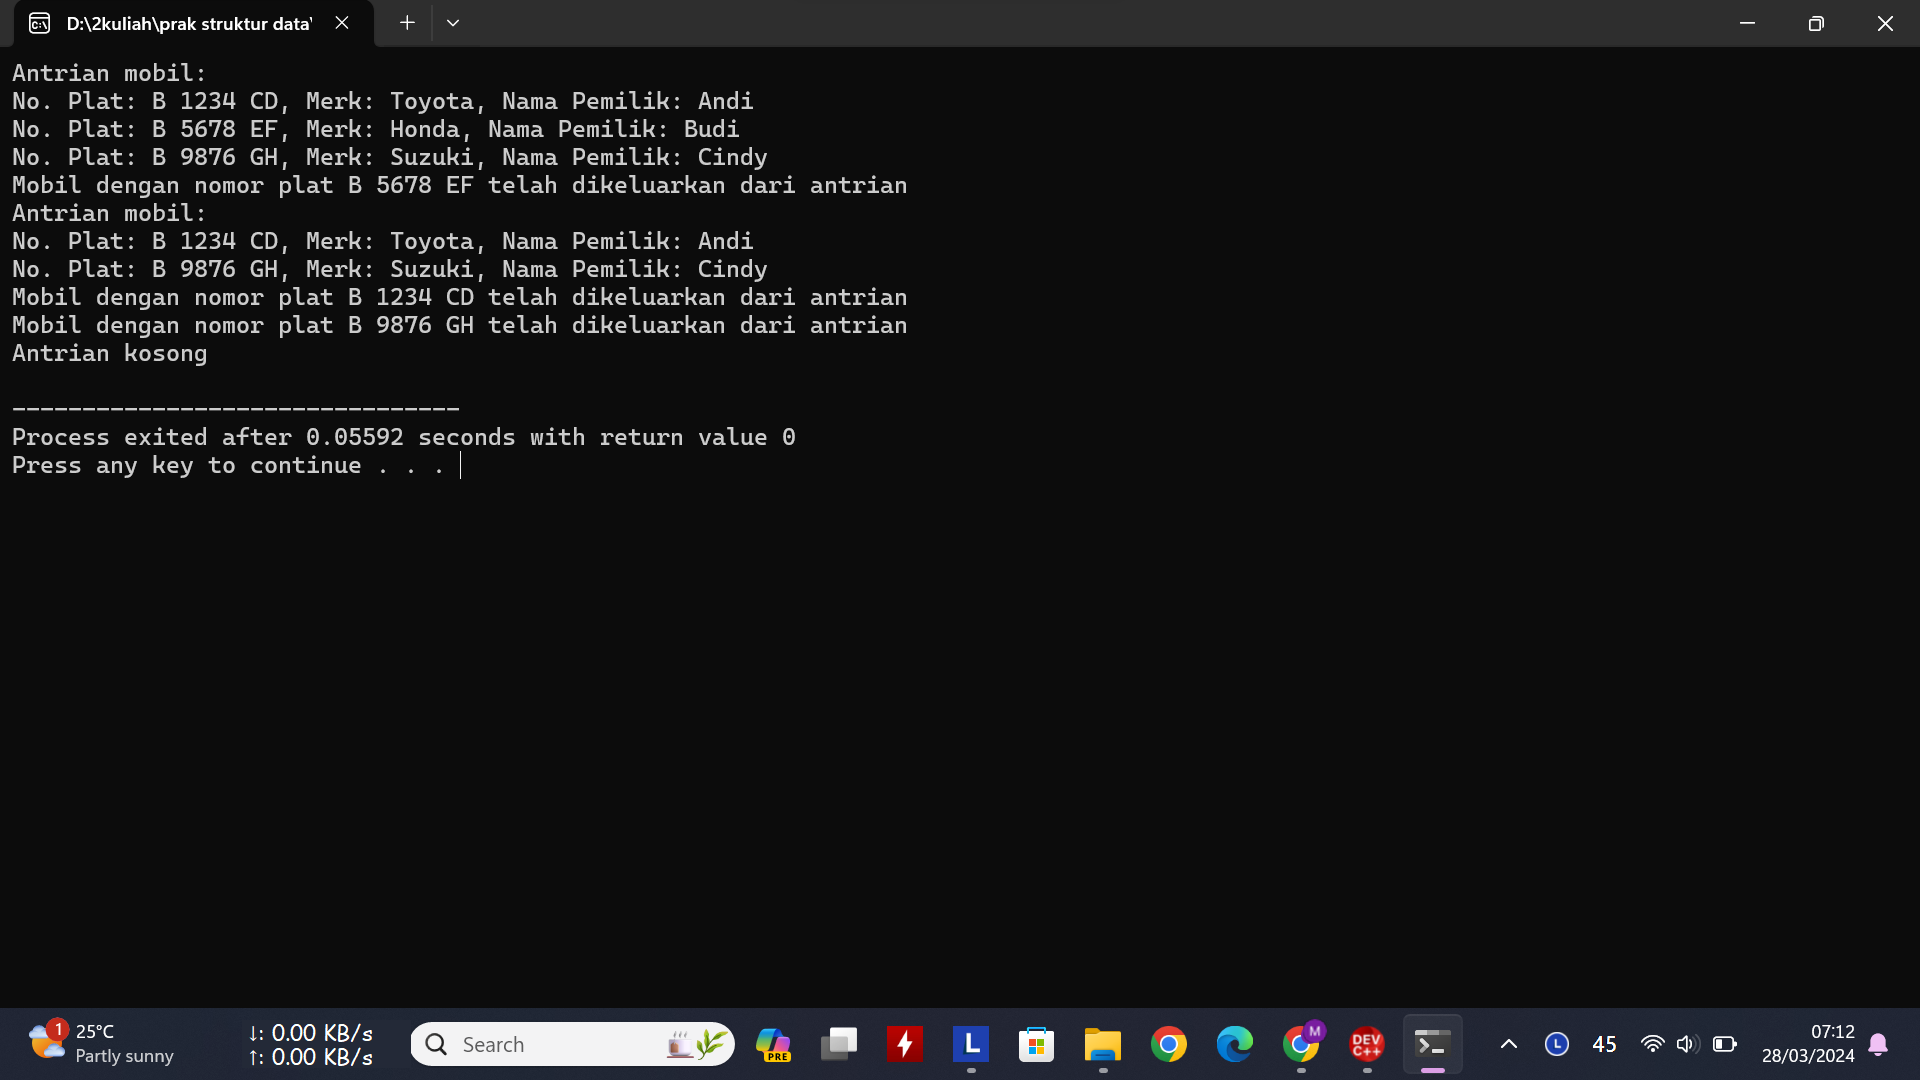 D:\2kuliah\prak struktur data\
Antrian mobil:
No. Plat: B 1234 CD, Merk: Toyota, Nama Pemilik: Andi
No. Plat: B 5678 EF, Merk: Honda, Nama Pemilik: Budi
No. Plat: B 9876 GH, Merk: Suzuki, Nama Pemilik: Cindy
Mobil dengan nomor plat B 5678 EF telah dikeluarkan dari antrian
Antrian mobil:
No. Plat: B 1234 CD, Merk: Toyota, Nama Pemilik: Andi
No. Plat: B 9876 GH, Merk: Suzuki, Nama Pemilik: Cindy
Mobil dengan nomor plat B 1234 CD telah dikeluarkan dari antrian
Mobil dengan nomor plat B 9876 GH telah dikeluarkan dari antrian
Antrian kosong
--------------------------------
Process exited after 0.05592 seconds with return value 0
Press any key to continue . . .
1
25°C
Partly sunny
↓: 0.00 KB/s
↑: 0.00 KB/s
Search
PRE
L
M
DEV
C++
L
45
07:12
28/03/2024